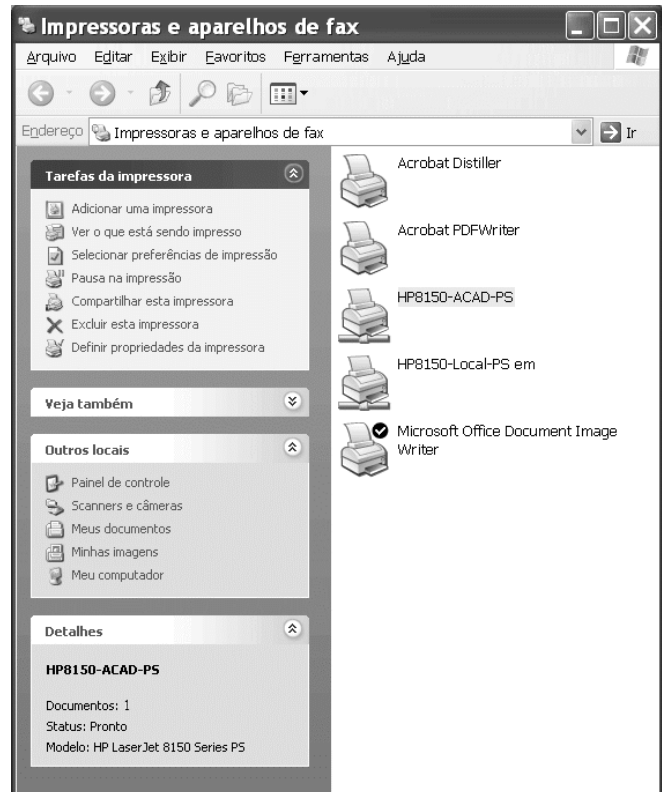 Impressoras e aparelhos de fax
Arquivo Editar Exibir Favoritos Ferramentas Ajuda
Endereço Impressoras e aparelhos de fax Ir
Tarefas da impressora
Adicionar uma impressora
Ver o que está sendo impresso
Selecionar preferências de impressão
Pausa na impressão
Compartilhar esta impressora
Excluir esta impressora
Definir propriedades da impressora
Veja também
Outros locais
Painel de controle
Scanners e câmeras
Meus documentos
Minhas imagens
Meu computador
Detalhes
HP8150-ACAD-PS
Documentos: 1
Status: Pronto
Modelo: HP LaserJet 8150 Series PS
Acrobat Distiller
Acrobat PDFWriter
HP8150-ACAD-PS
HP8150-Local-PS em
Microsoft Office Document Image
Writer